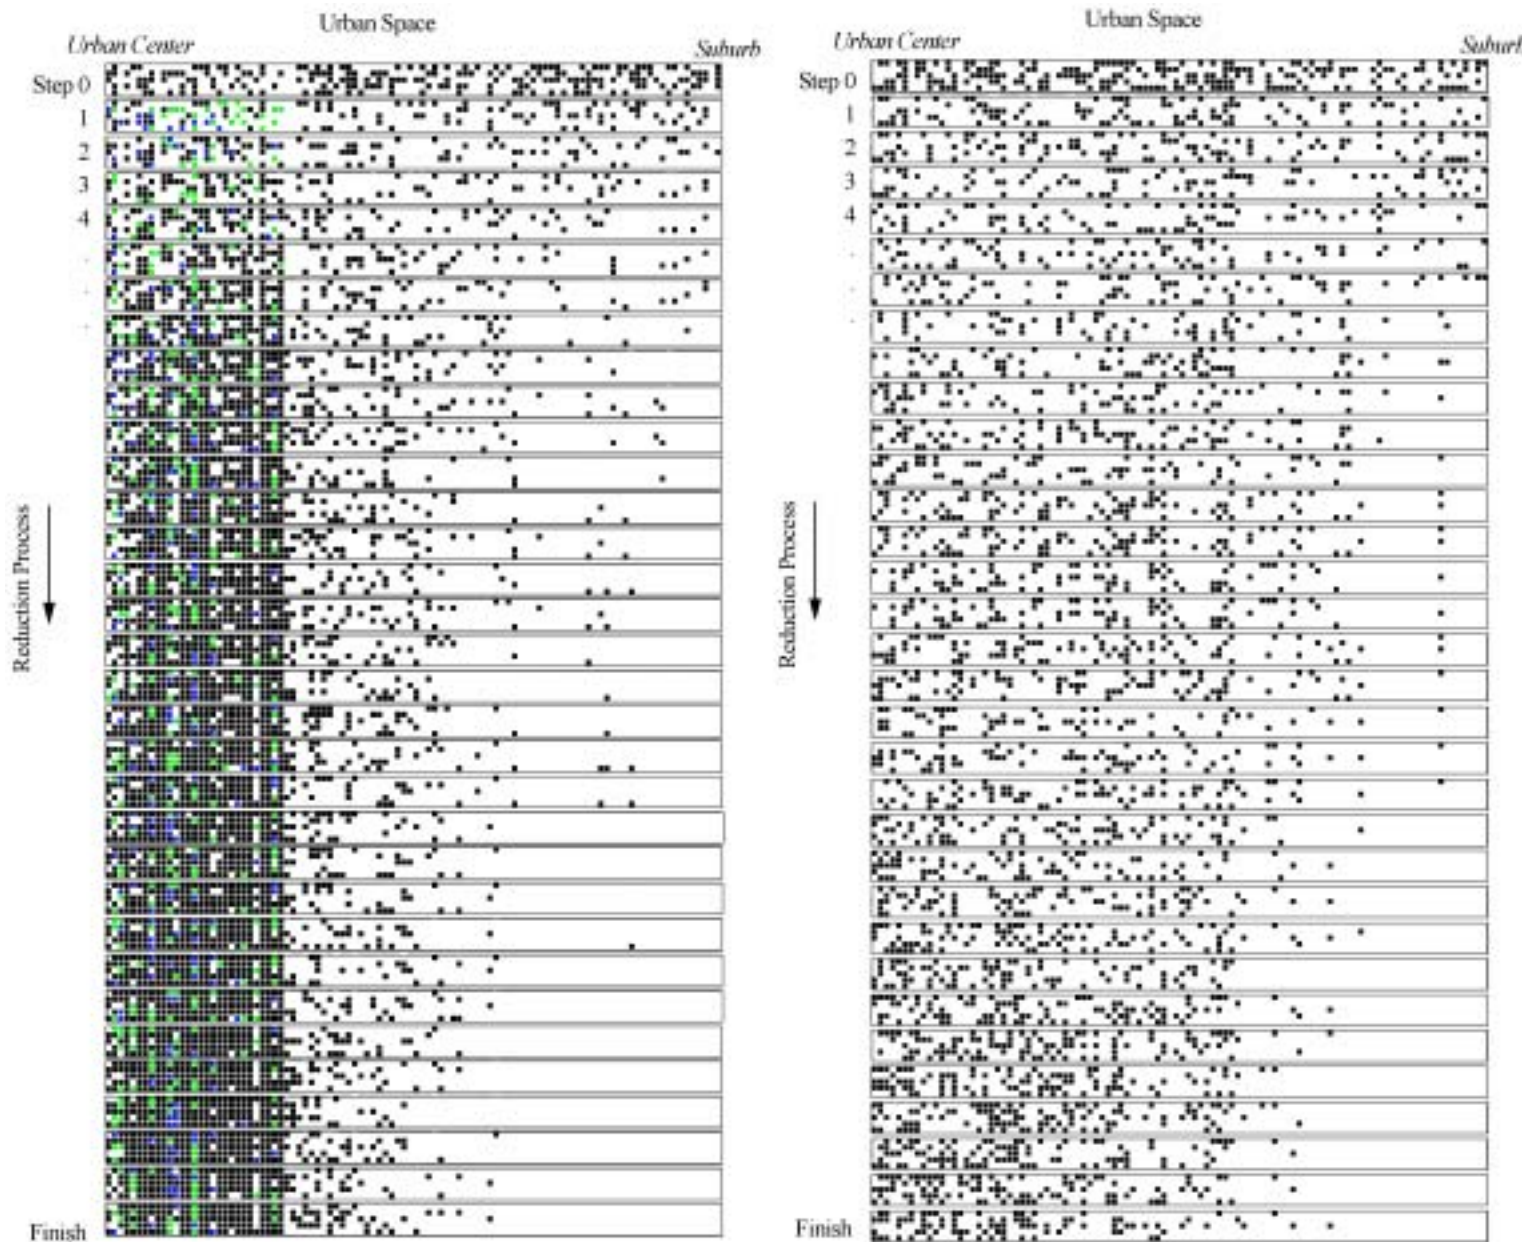 Urban Space
Urban Center
Suburb
Step 0
1
2
3
4
.
.
.
Reduction Process
Finish
Urban Space
Urban Center
Suburb
Step 0
1
2
3
4
.
.
.
Reduction Process
Finish